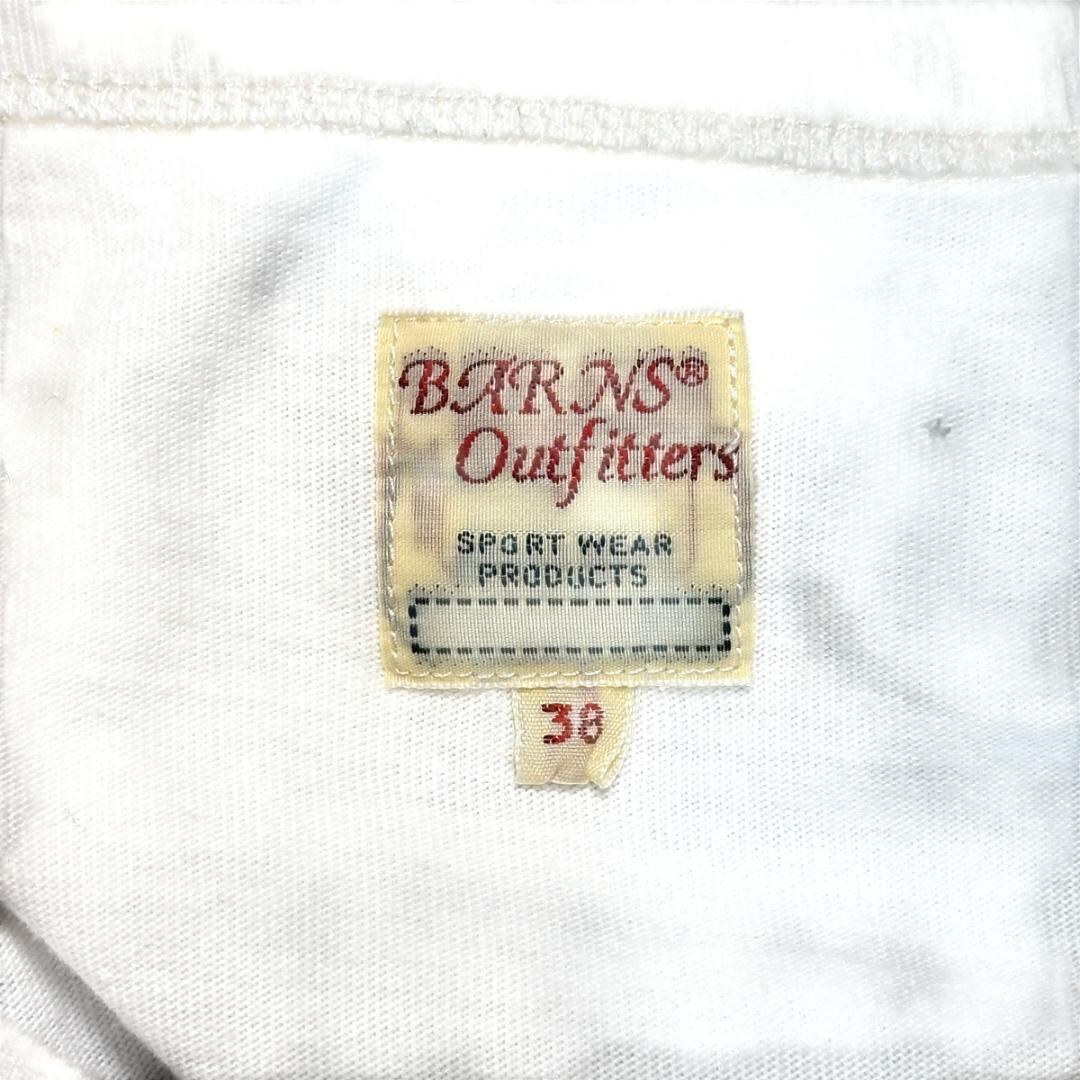 BARNS®
Outfitters
SPORT WEAR
PRODUCTS
38